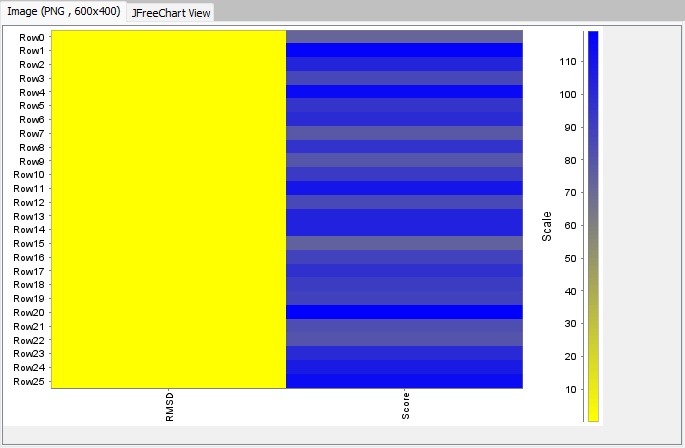 Image (PNG , 600x400) JFreeChart View
Row0
Row1
Row2
Row3
Row4
Row5
Row6
Row7
Row8
Row9
Row10
Row11
Row12
Row13
Row14
Row15
Row16
Row17
Row18
Row19
Row20
Row21
Row22
Row23
Row24
Row25
RMSD
Score
Scale
110
100
90
80
70
60
50
40
30
20
10